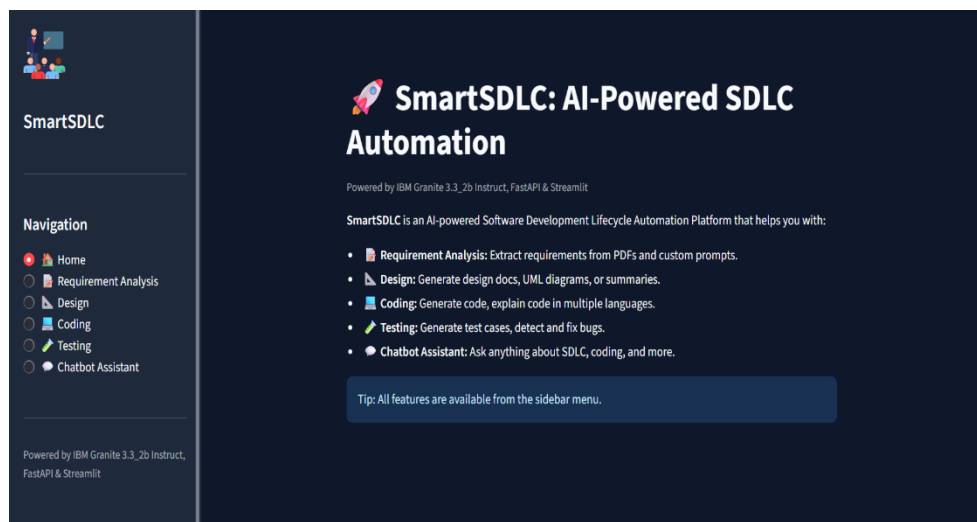 SmartSDLC
Navigation
Home
Requirement Analysis
Design
Coding
Testing
Chatbot Assistant
Powered by IBM Granite 3.3_2b Instruct,
FastAPI & Streamlit
🚀 SmartSDLC: AI-Powered SDLC
Automation
Powered by IBM Granite 3.3_2b Instruct, FastAPI & Streamlit
SmartSDLC is an AI-powered Software Development Lifecycle Automation Platform that helps you with:
• Requirement Analysis: Extract requirements from PDFs and custom prompts.
• Design: Generate design docs, UML diagrams, or summaries.
• Coding: Generate code, explain code in multiple languages.
• Testing: Generate test cases, detect and fix bugs.
• Chatbot Assistant: Ask anything about SDLC, coding, and more.
Tip: All features are available from the sidebar menu.